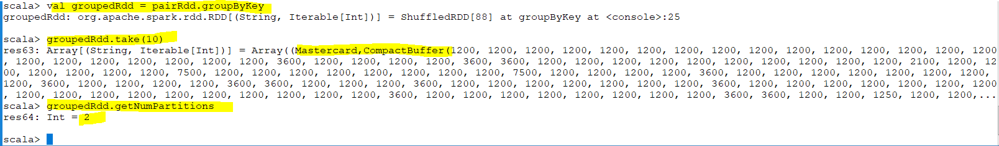 scala> val groupedRdd = pairRdd.groupByKey
groupedRdd: org.apache.spark.rdd.RDD[(String, Iterable[Int])] = ShuffledRDD[88] at groupByKey at <console>:25
scala> groupedRdd.take(10)
res63: Array[(String, Iterable[Int])] = Array((Mastercard,CompactBuffer(1200, 1200, 1200, 1200, 1200, 1200, 1200, 1200, 1200, 1200, 1200, 1200, 1200, 1200, 1200
, 1200, 1200, 1200, 1200, 1200, 1200, 1200, 3600, 1200, 1200, 1200, 1200, 3600, 3600, 1200, 1200, 1200, 1200, 1200, 1200, 1200, 1200, 1200, 1200, 2100, 1200, 12
00, 1200, 1200, 1200, 1200, 7500, 1200, 1200, 1200, 1200, 1200, 1200, 1200, 1200, 7500, 1200, 1200, 1200, 1200, 3600, 1200, 1200, 1200, 1200, 1200, 1200, 1200,
1200, 3600, 1200, 1200, 1200, 1200, 3600, 3600, 1200, 1200, 1200, 3600, 1200, 1200, 1200, 1200, 1200, 1200, 1200, 3600, 1200, 1200, 1200, 1200, 1200, 1200, 1200
, 1200, 1200, 1200, 1200, 1200, 1200, 1200, 1200, 1200, 1200, 3600, 1200, 1200, 1200, 1200, 1200, 1200, 1200, 1200, 3600, 3600, 1200, 1200, 1250, 1200, 1200,...
scala> groupedRdd.getNumPartitions
res64: Int = 2
scala>